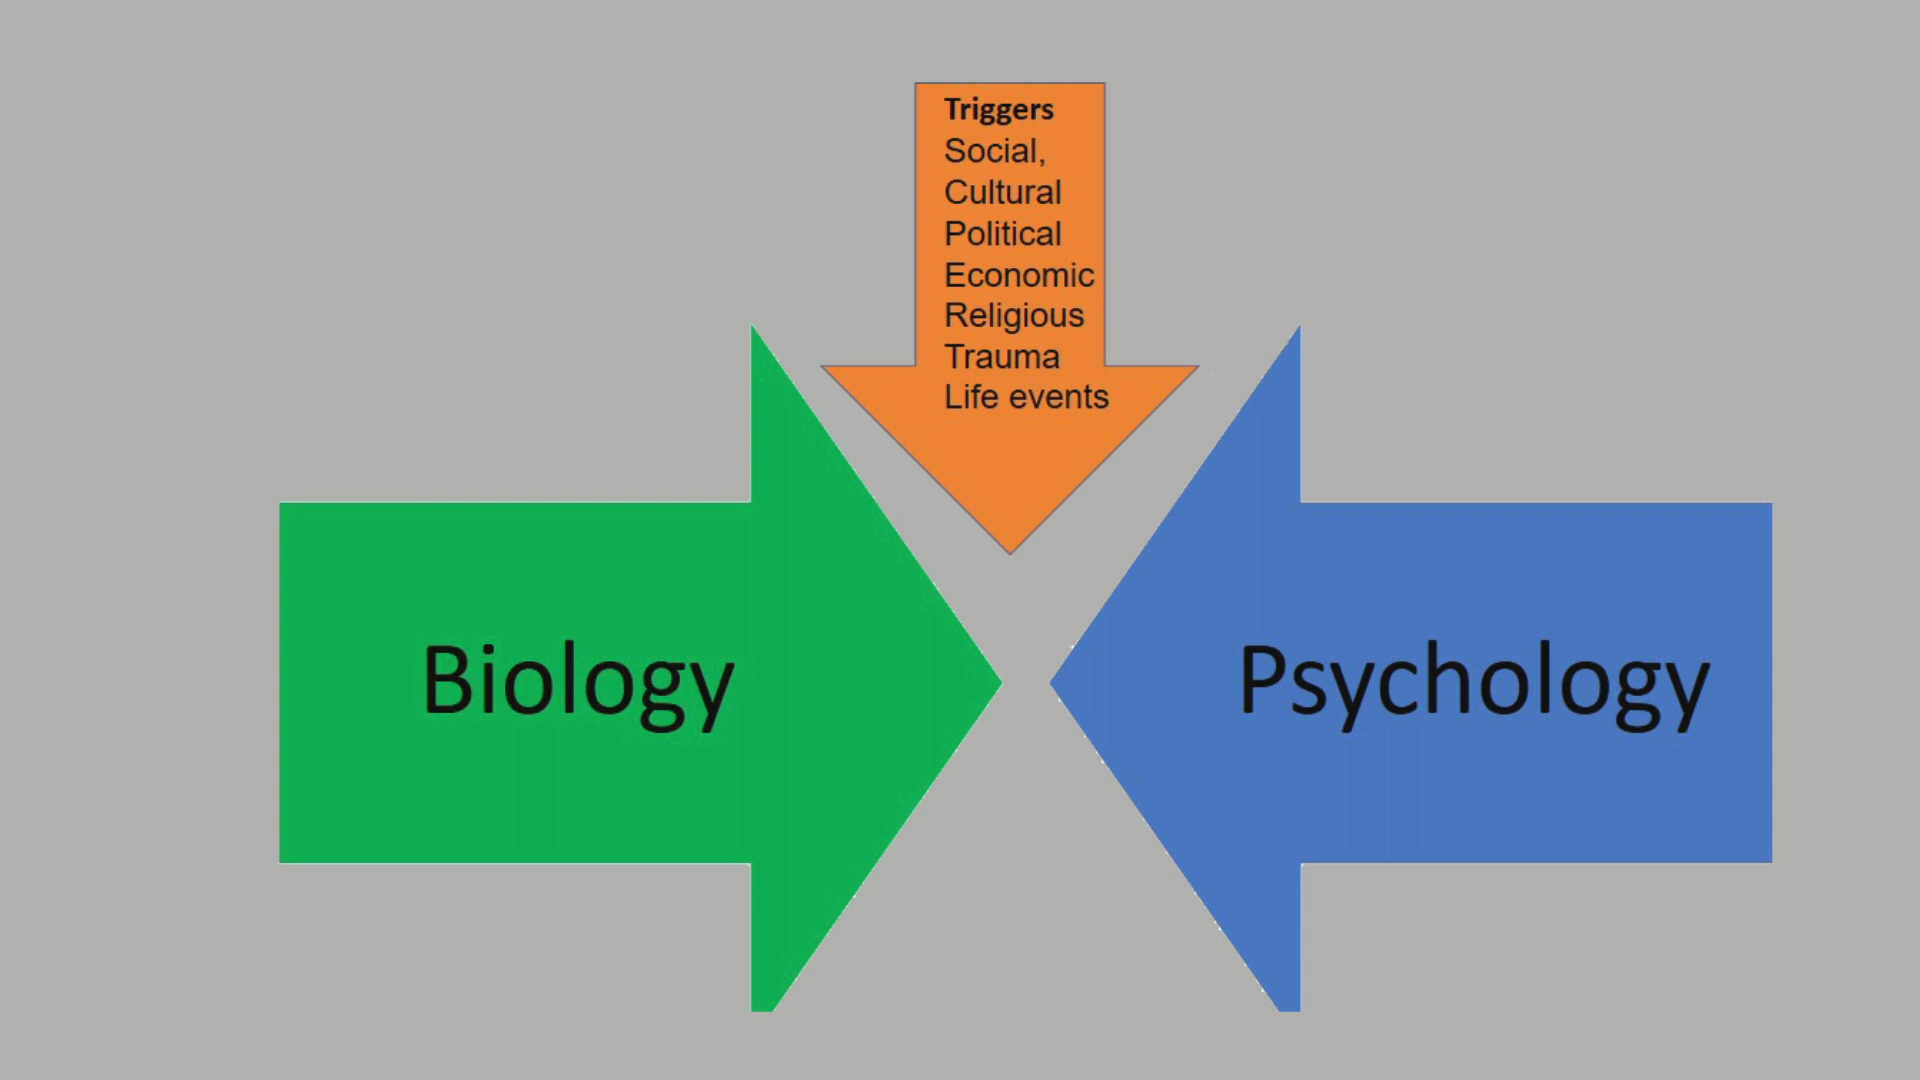 Triggers
Social,
Cultural
Political
Economic
Religious
Trauma
Life events
Biology
Psychology